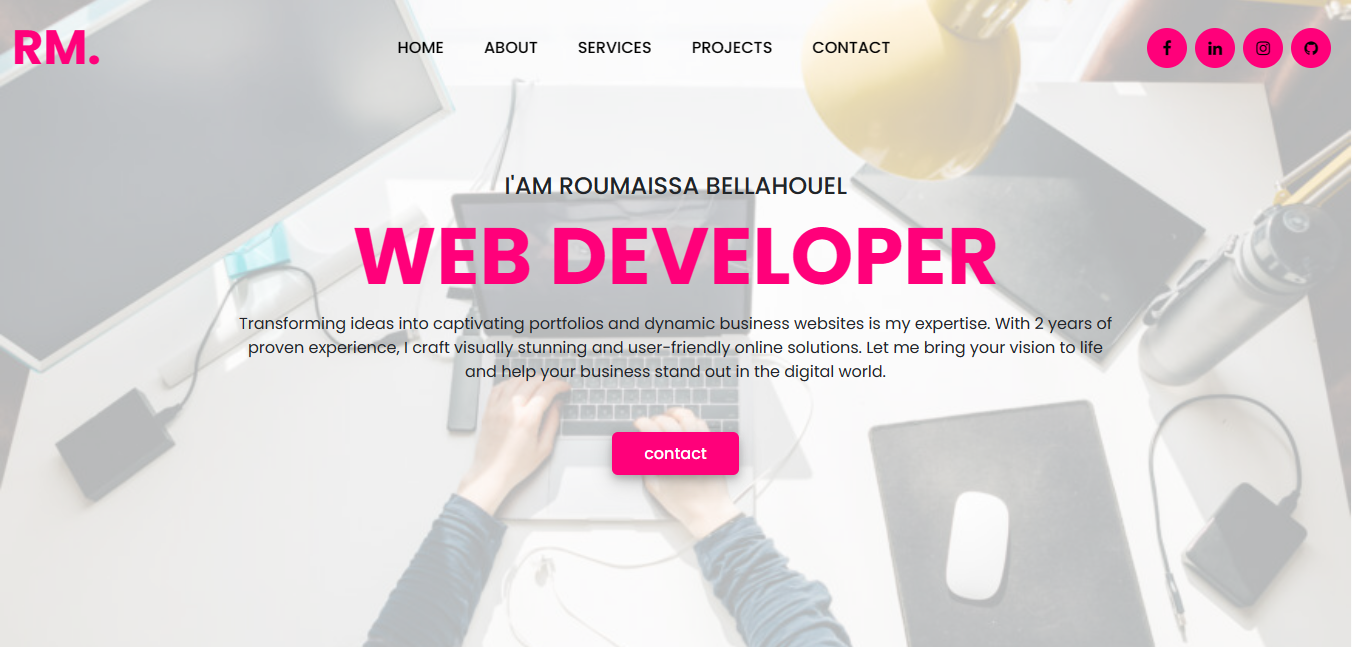 RM.
HOME ABOUT SERVICES PROJECTS CONTACT
I'AM ROUMAISSA BELLAHOUEL
WEB DEVELOPER
Transforming ideas into captivating portfolios and dynamic business websites is my expertise. With 2 years of
proven experience, I craft visually stunning and user-friendly online solutions. Let me bring your vision to life
and help your business stand out in the digital world.
contact